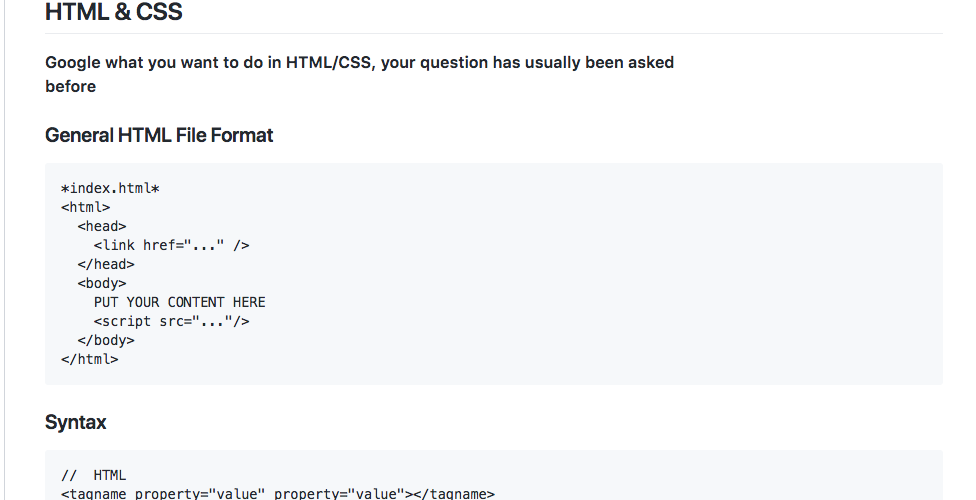 HTML & CSS
Google what you want to do in HTML/CSS, your question has usually been asked
before
General HTML File Format
*index.html*
<html>
  <head>
    <link href="..." />
  </head>
  <body>
    PUT YOUR CONTENT HERE
    <script src="..."/>
  </body>
</html>
Syntax
//  HTML
<tagname property="value" property="value"></tagname>